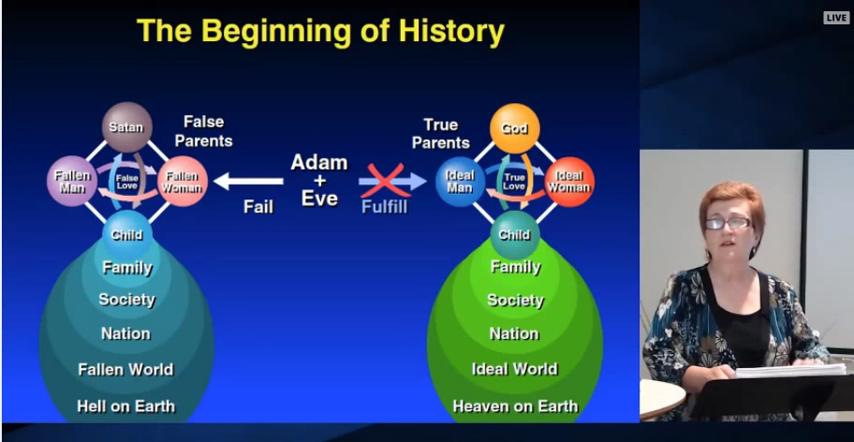 LIVE
The Beginning of History
Satan
False
Parents
Fallen
Man
False
Love
Fallen
Woman
Child
Family
Society
Nation
Fallen World
Hell on Earth
Adam
+
Eve
Fail
Fulfill
True
Parents
God
Ideal
Man
True
Love
Ideal
Woman
Child
Family
Society
Nation
Ideal World
Heaven on Earth